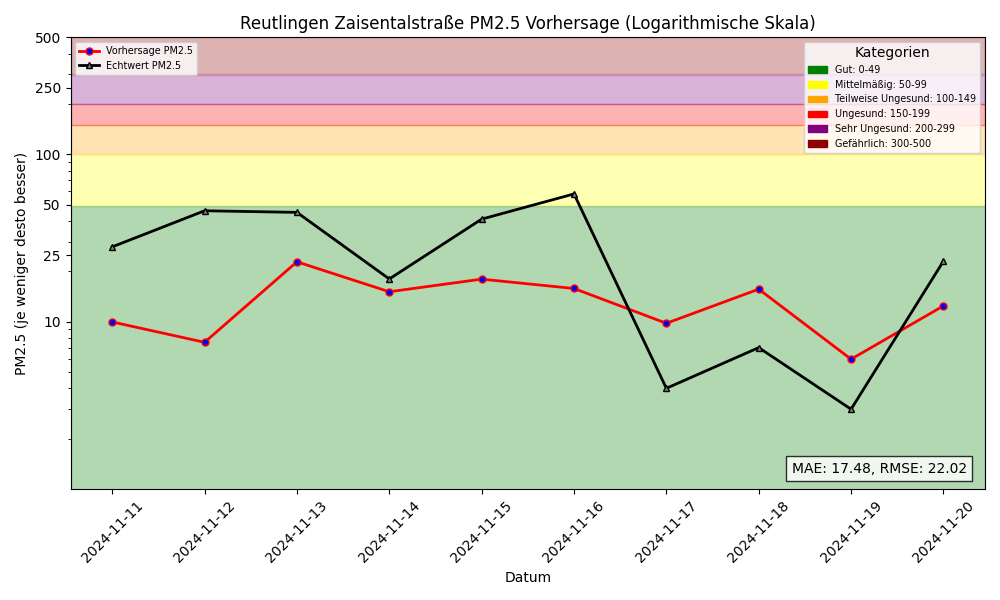 Reutlingen Zaisentalstraße PM2.5 Vorhersage (Logarithmische Skala)
Vorhersage PM2.5
Echtwert PM2.5
Kategorien
Gut: 0-49
Mittelmäßig: 50-99
Teilweise Ungesund: 100-149
Ungesund: 150-199
Sehr Ungesund: 200-299
Gefährlich: 300-500
PM2.5 (je weniger desto besser)
500
250
100
50
25
10
MAE: 17.48, RMSE: 22.02
2024-11-11
2024-11-12
2024-11-13
2024-11-14
2024-11-15
2024-11-16
2024-11-17
2024-11-18
2024-11-19
2024-11-20
Datum